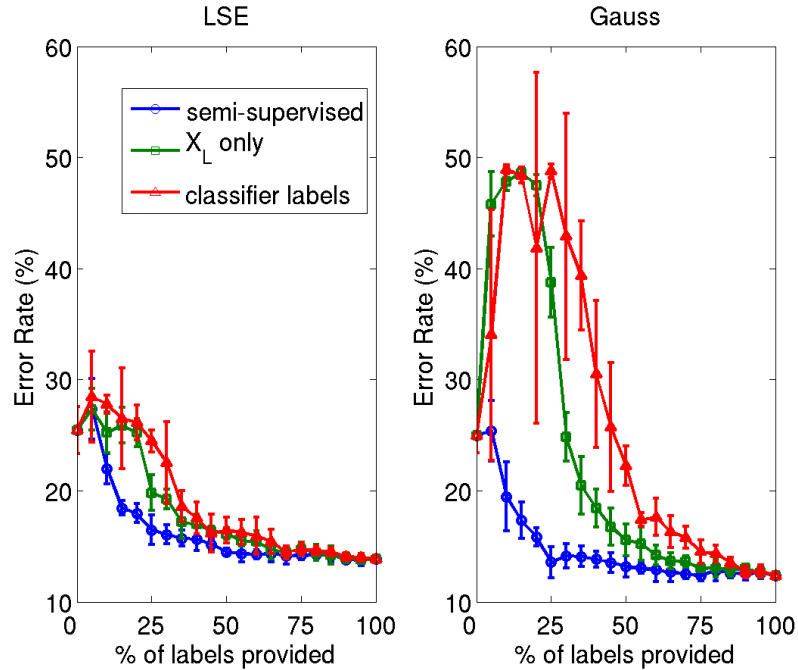 LSE
Gauss
60
50
40
30
20
10
Error Rate (%)
semi-supervised
X_L only
classifier labels
0 25 50 75 100
% of labels provided
60
50
40
30
20
10
Error Rate (%)
0 25 50 75 100
% of labels provided